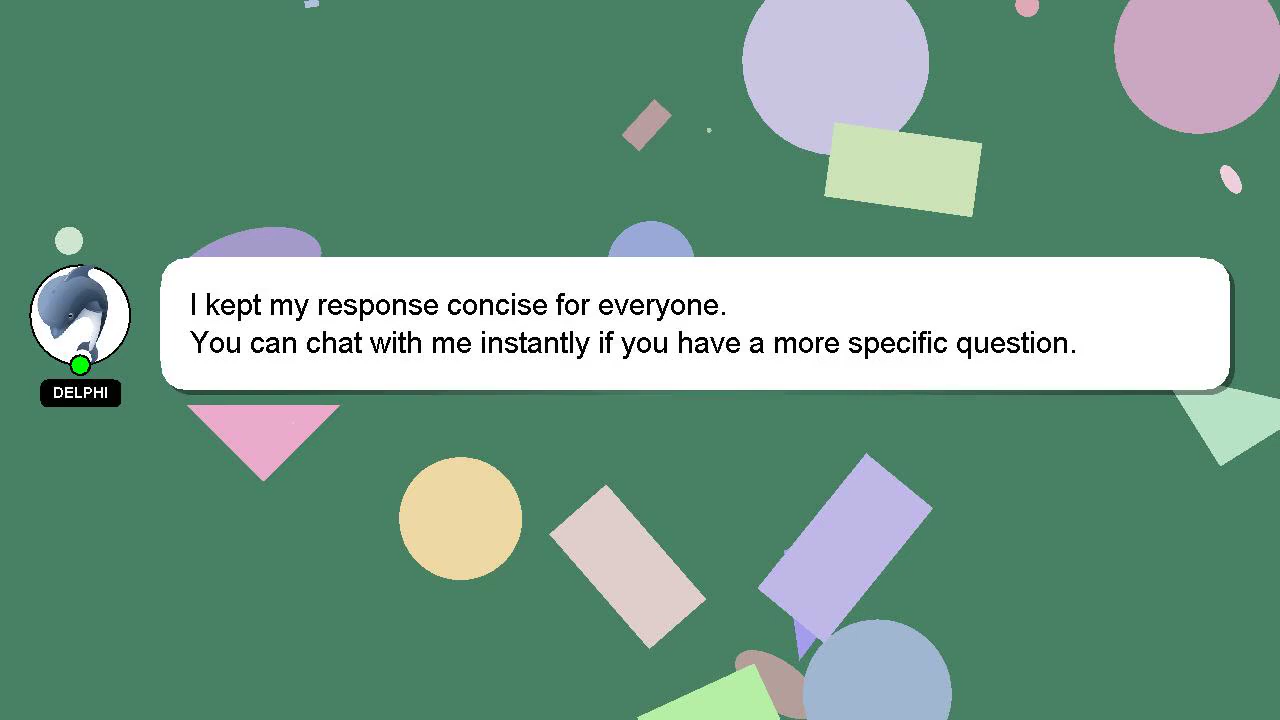 I kept my response concise for everyone.
You can chat with me instantly if you have a more specific question.
DELPHI